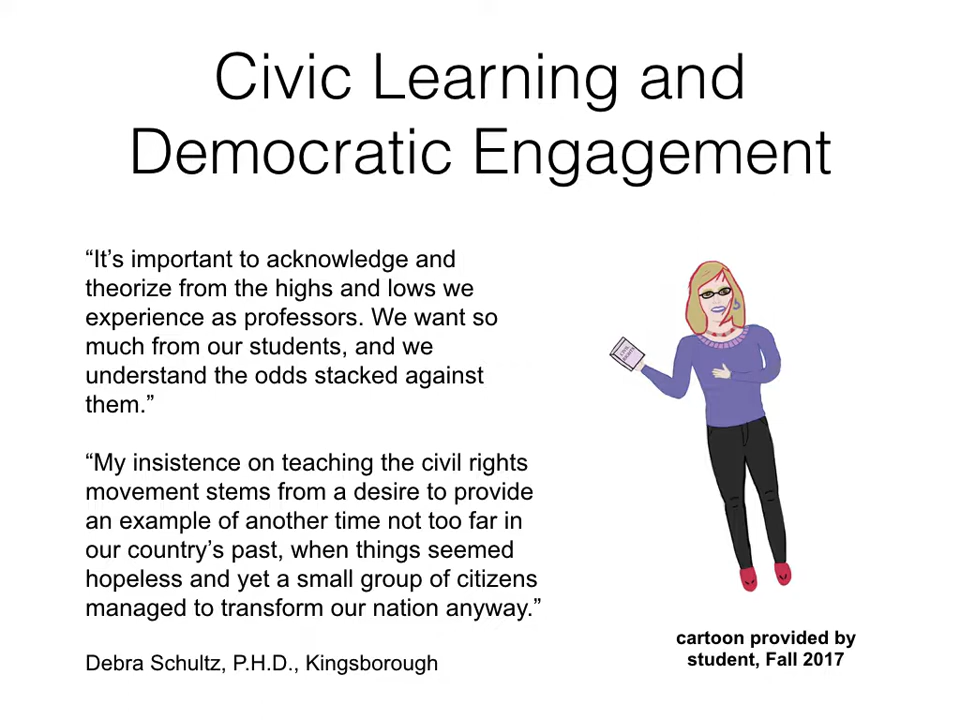 Civic Learning and
Democratic Engagement
“It’s important to acknowledge and
theorize from the highs and lows we
experience as professors. We want so
much from our students, and we
understand the odds stacked against
them.”
“My insistence on teaching the civil rights
movement stems from a desire to provide
an example of another time not too far in
our country’s past, when things seemed
hopeless and yet a small group of citizens
managed to transform our nation anyway.”
Debra Schultz, P.H.D., Kingsborough
CIVIL
RIGHTS
cartoon provided by
student, Fall 2017